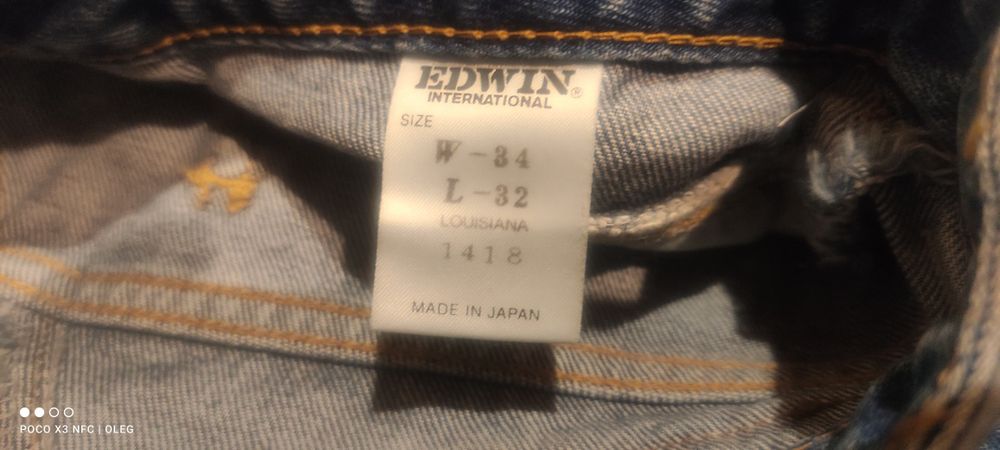 EDWIN®
INTERNATIONAL
SIZE
W-34
L-32
LOUISIANA
1418
MADE IN JAPAN
POCO X3 NFC | OLEG